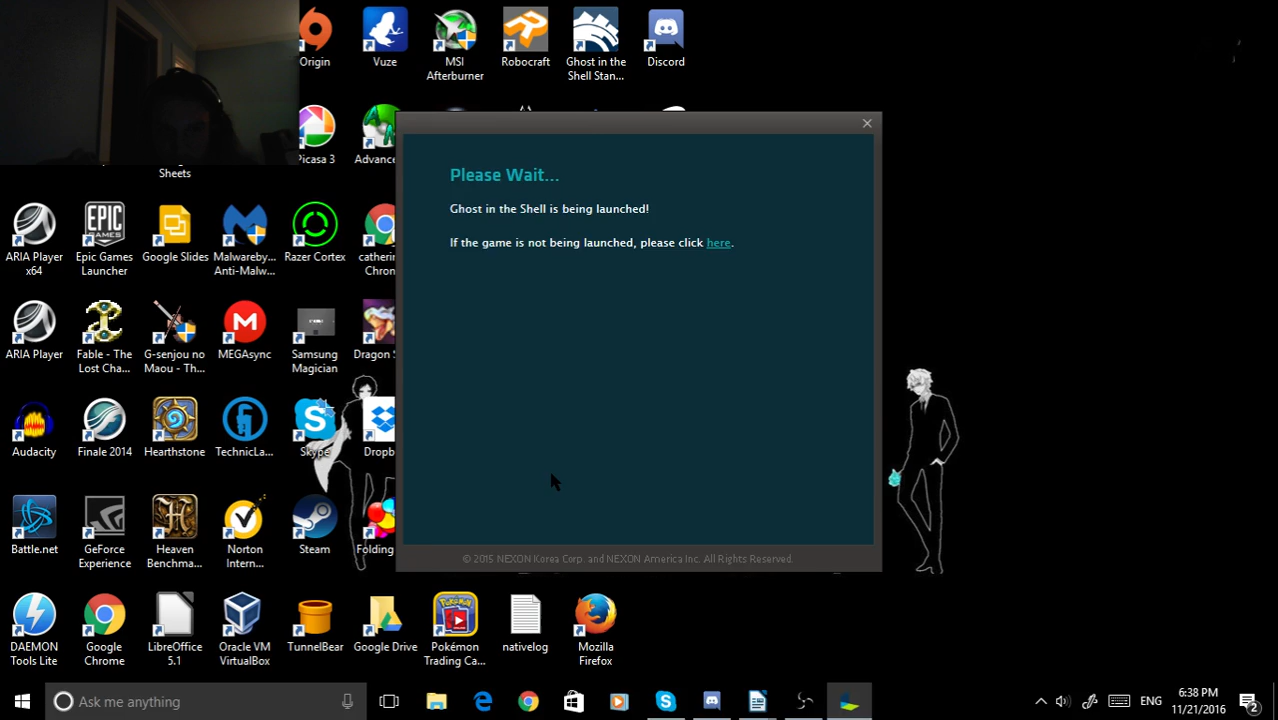 Origin
Vuze
MSI
Afterburner
Robocraft
Ghost in the
Shell Stan...
Discord
Picasa 3
Advance
Sheets
Please Wait...
Ghost in the Shell is being launched!
If the game is not being launched, please click here.
© 2015 NEXON Korea Corp. and NEXON America Inc. All Rights Reserved.
ARIA Player
x64
Epic Games
Launcher
Google Slides
Malwareby...
Anti-Malw...
Razer Cortex
catherin
Chron
ARIA Player
Fable - The
Lost Cha...
G-senjou no
Maou - Th...
MEGAsync
Samsung
Magician
Dragon S
Audacity
Finale 2014
Hearthstone
TechnicLa...
Skype
Dropb
Battle.net
GeForce
Experience
Heaven
Benchma...
Norton
Intern...
Steam
Folding
DAEMON
Tools Lite
Google
Chrome
LibreOffice
5.1
Oracle VM
VirtualBox
TunnelBear
Google Drive
Pokémon
Trading Ca...
nativelog
Mozilla
Firefox
Ask me anything
ENG
6:38 PM
11/21/2016
2